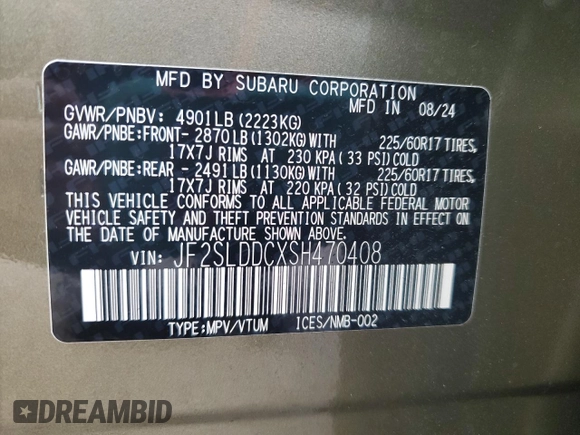 MFD BY SUBARU CORPORATION
GVWR/PNBV: 4901LB(2223KG) MFD IN 08/24
GAWR/PNBE:FRONT- 2870LB(1302KG)WITH 225/60R17 TIRES,
17X7J RIMS AT 230 KPA (33 PSI)COLD
GAWR/PNBE:REAR - 2491LB(1130KG)WITH 225/60R17 TIRES,
17X7J RIMS AT 220 KPA (32 PSI)COLD
THIS VEHICLE CONFORMS TO ALL APPLICABLE FEDERAL MOTOR
VEHICLE SAFETY AND THEFT PREVENTION STANDARDS IN EFFECT
ON THE DATE OF MANUFACTURE SHOWN ABOVE.
VIN: JF2SLDDCXSH470408
TYPE:MPV/VTUM ICES/NMB-002
DREAMBID